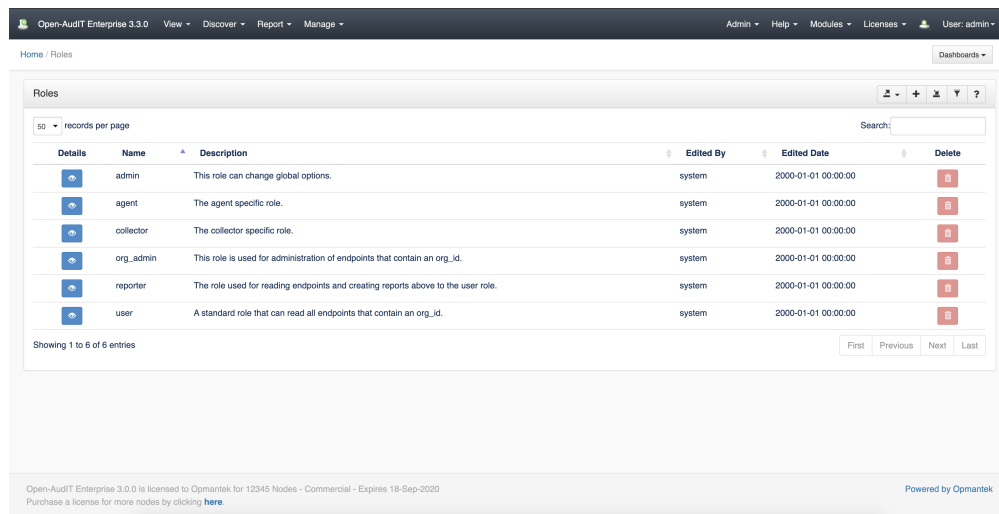 Open-AudIT Enterprise 3.3.0 View Discover Report Manage Admin Help Modules Licenses User: admin
Home / Roles Dashboards
Roles ?
50 records per page Search:
Details Name Description Edited By Edited Date Delete
admin This role can change global options. system 2000-01-01 00:00:00
agent The agent specific role. system 2000-01-01 00:00:00
collector The collector specific role. system 2000-01-01 00:00:00
org_admin This role is used for administration of endpoints that contain an org_id. system 2000-01-01 00:00:00
reporter The role used for reading endpoints and creating reports above to the user role. system 2000-01-01 00:00:00
user A standard role that can read all endpoints that contain an org_id. system 2000-01-01 00:00:00
Showing 1 to 6 of 6 entries First Previous Next Last
Open-AudIT Enterprise 3.3.0 is licensed to Opmantek for 12345 Nodes - Commercial - Expires 18-Sep-2020 Powered by Opmantek
Purchase a license for more nodes by clicking here.